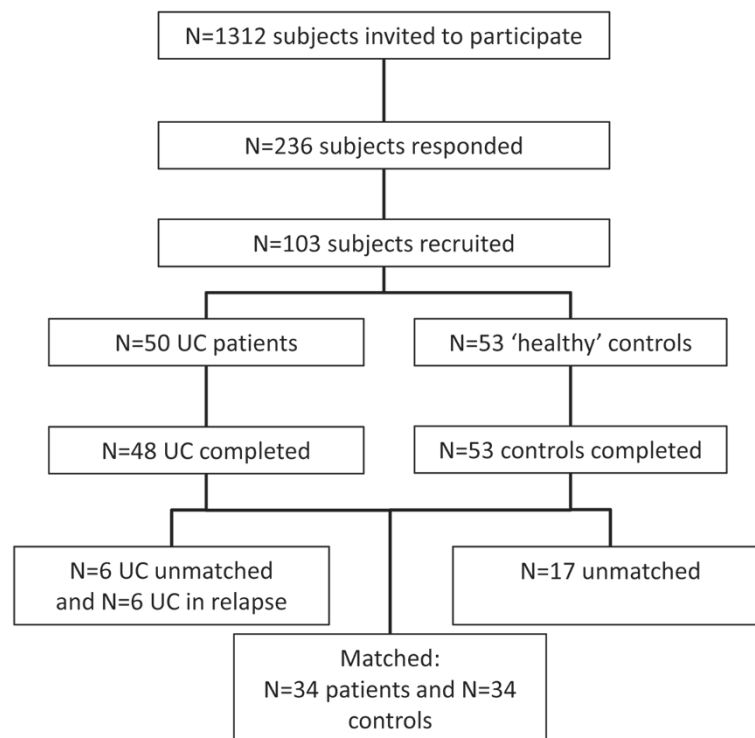 N=1312 subjects invited to participate
N=236 subjects responded
N=103 subjects recruited
N=50 UC patients
N=53 ‘healthy’ controls
N=48 UC completed
N=53 controls completed
N=6 UC unmatched
and N=6 UC in relapse
N=17 unmatched
Matched:
N=34 patients and N=34
controls